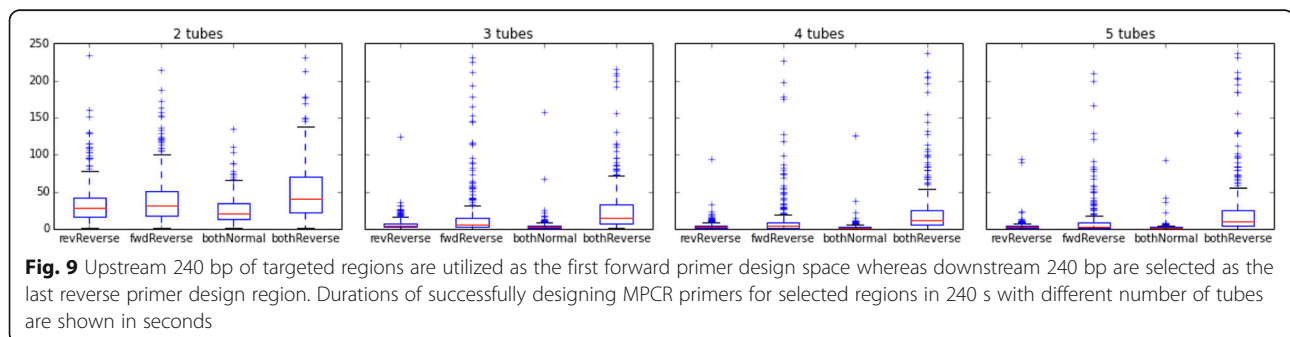 2 tubes
3 tubes
4 tubes
5 tubes
250
200
150
100
50
0
revReverse fwdReverse bothNormal bothReverse
revReverse fwdReverse bothNormal bothReverse
revReverse fwdReverse bothNormal bothReverse
revReverse fwdReverse bothNormal bothReverse
Fig. 9 Upstream 240 bp of targeted regions are utilized as the first forward primer design space whereas downstream 240 bp are selected as the
last reverse primer design region. Durations of successfully designing MPCR primers for selected regions in 240 s with different number of tubes
are shown in seconds